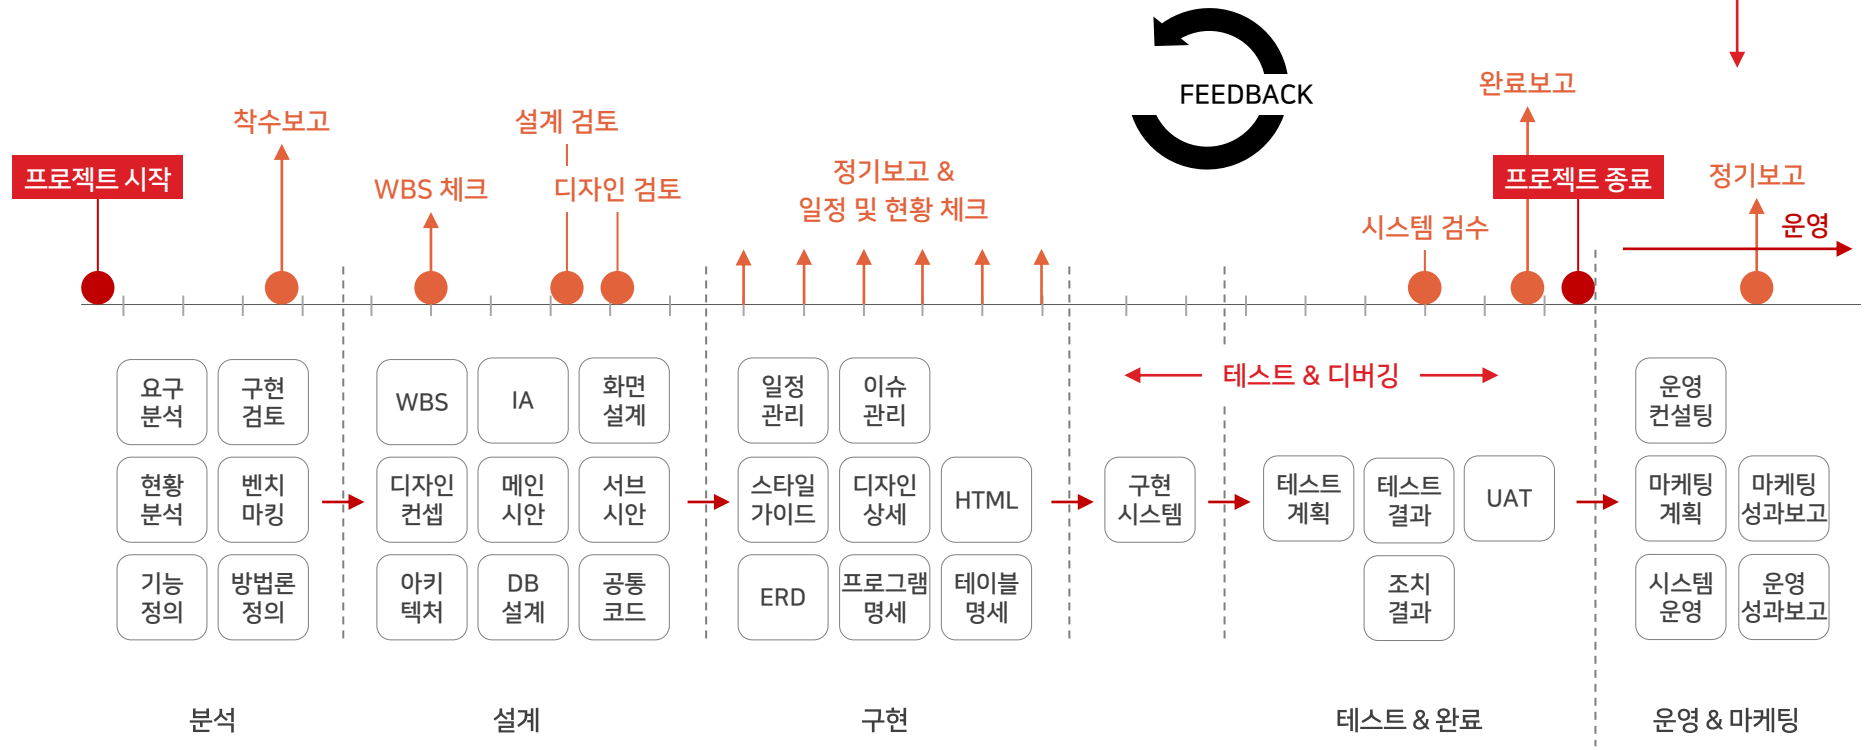 FEEDBACK
착수보고
설계 검토
완료보고
프로젝트 시작
WBS 체크
디자인 검토
정기보고 &
일정 및 현황 체크
시스템 검수
프로젝트 종료
정기보고
운영
테스트 & 디버깅
요구
분석
구현
검토
WBS
IA
화면
설계
일정
관리
이슈
관리
운영
컨설팅
현황
분석
벤치
마킹
디자인
컨셉
메인
시안
서브
시안
스타일
가이드
디자인
상세
HTML
구현
시스템
테스트
계획
테스트
결과
UAT
마케팅
계획
마케팅
성과보고
기능
정의
방법론
정의
아키
텍처
DB
설계
공통
코드
ERD
프로그램
명세
테이블
명세
조치
결과
시스템
운영
운영
성과보고
분석
설계
구현
테스트 & 완료
운영 & 마케팅